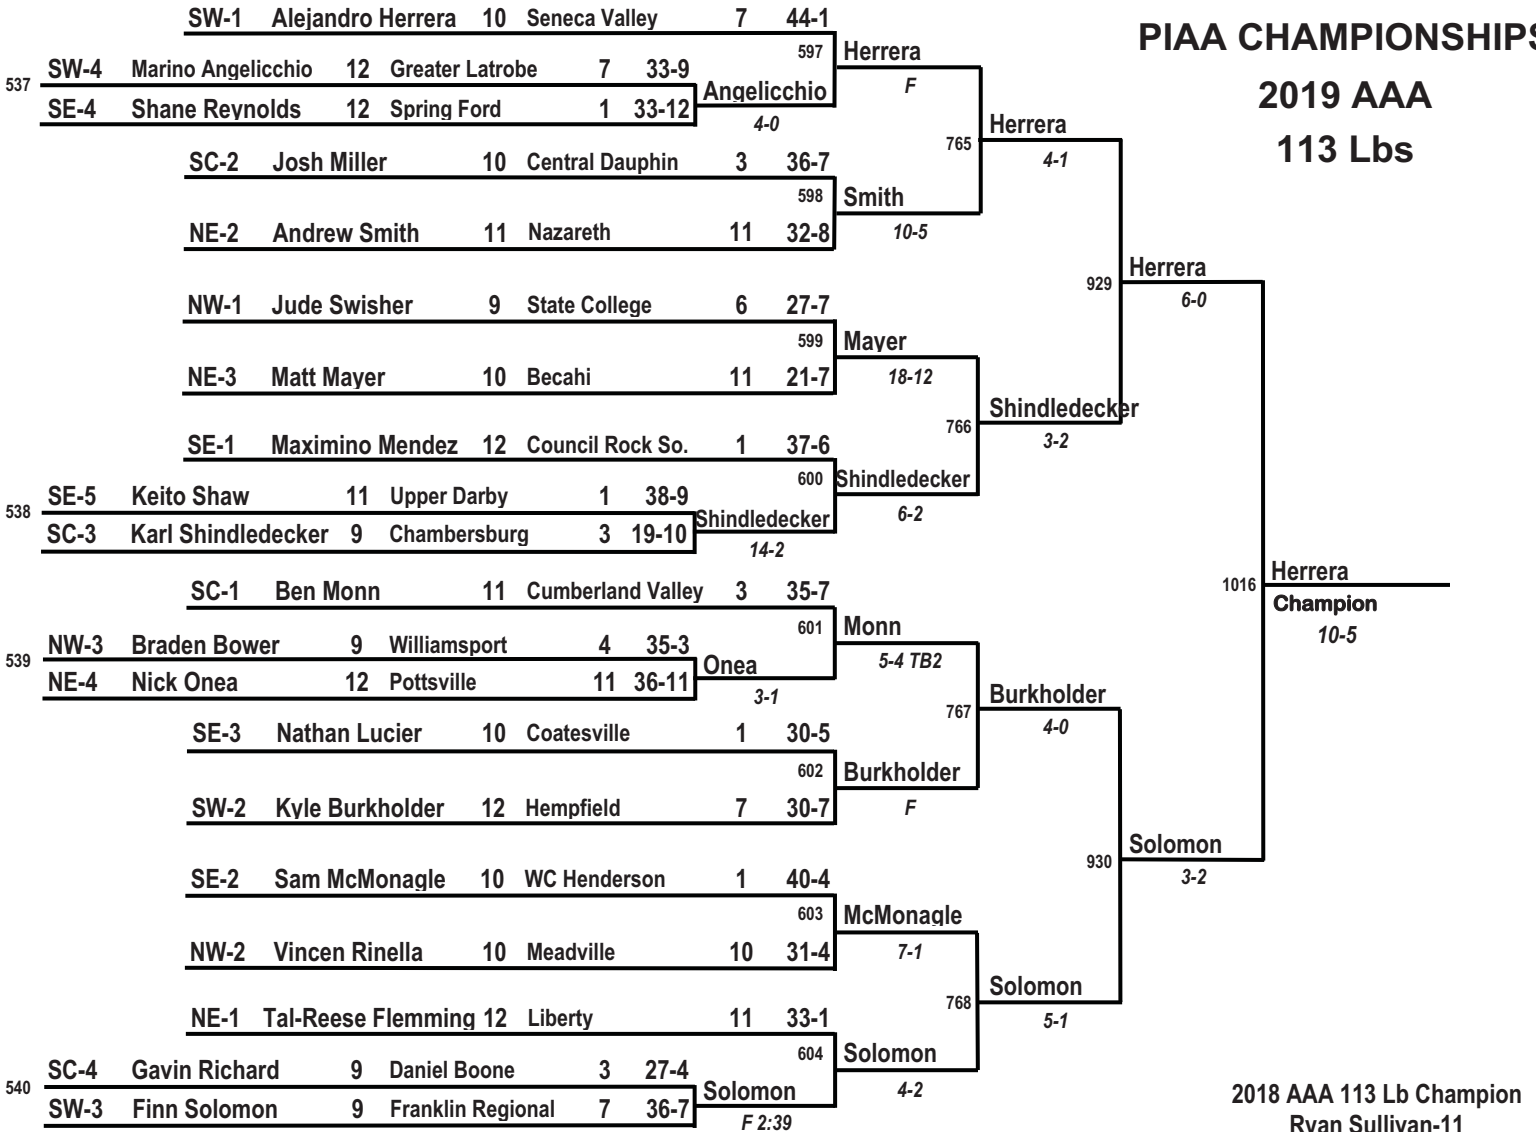 PIAA CHAMPIONSHIPS
2019 AAA
113 Lbs
SW-1 Alejandro Herrera 10 Seneca Valley 7 44-1
597 Herrera
F
537 SW-4 Marino Angelicchio 12 Greater Latrobe 7 33-9
SE-4 Shane Reynolds 12 Spring Ford 1 33-12
Angelicchio
4-0
765 Herrera
4-1
SC-2 Josh Miller 10 Central Dauphin 3 36-7
598 Smith
10-5
NE-2 Andrew Smith 11 Nazareth 11 32-8
929 Herrera
6-0
NW-1 Jude Swisher 9 State College 6 27-7
599 Mayer
18-12
NE-3 Matt Mayer 10 Becahi 11 21-7
766 Shindledecker
3-2
SE-1 Maximino Mendez 12 Council Rock So. 1 37-6
600 Shindledecker
6-2
538 SE-5 Keito Shaw 11 Upper Darby 1 38-9
SC-3 Karl Shindledecker 9 Chambersburg 3 19-10
Shindledecker
14-2
1016 Herrera
Champion
10-5
SC-1 Ben Monn 11 Cumberland Valley 3 35-7
601 Monn
5-4 TB2
539 NW-3 Braden Bower 9 Williamsport 4 35-3
NE-4 Nick Onea 12 Pottsville 11 36-11
Onea
3-1
767 Burkholder
4-0
SE-3 Nathan Lucier 10 Coatesville 1 30-5
602 Burkholder
F
SW-2 Kyle Burkholder 12 Hempfield 7 30-7
930 Solomon
3-2
SE-2 Sam McMonagle 10 WC Henderson 1 40-4
603 McMonagle
7-1
NW-2 Vincen Rinella 10 Meadville 10 31-4
768 Solomon
5-1
NE-1 Tal-Reese Flemming 12 Liberty 11 33-1
604 Solomon
4-2
540 SC-4 Gavin Richard 9 Daniel Boone 3 27-4
SW-3 Finn Solomon 9 Franklin Regional 7 36-7
Solomon
F 2:39
2018 AAA 113 Lb Champion
Ryan Sullivan-11